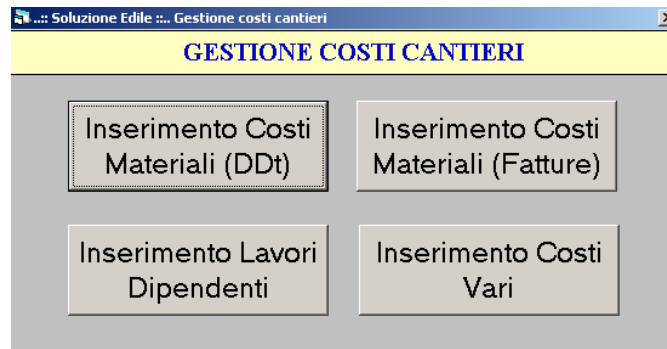 ..:: Soluzione Edile ::.. Gestione costi cantieri
GESTIONE COSTI CANTIERI
Inserimento Costi
Materiali (DDt)
Inserimento Costi
Materiali (Fatture)
Inserimento Lavori
Dipendenti
Inserimento Costi
Vari